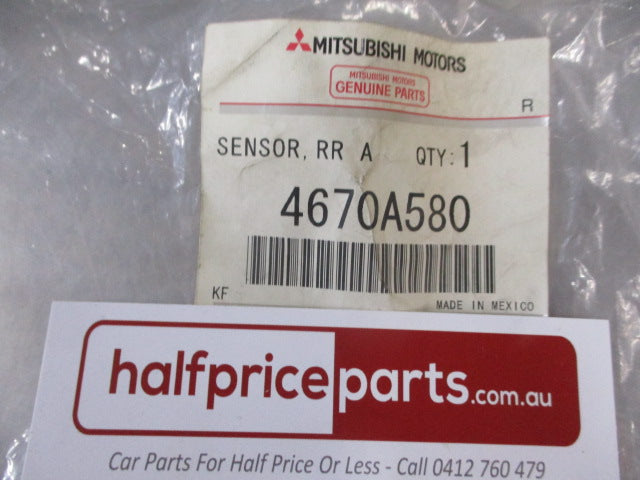 MITSUBISHI MOTORS
MITSUBISHI MOTORS
GENUINE PARTS
R
SENSOR, RR A QTY:1
4670A580
KF MADE IN MEXICO
halfpriceparts.com.au
Car Parts For Half Price Or Less - Call 0412 760 479